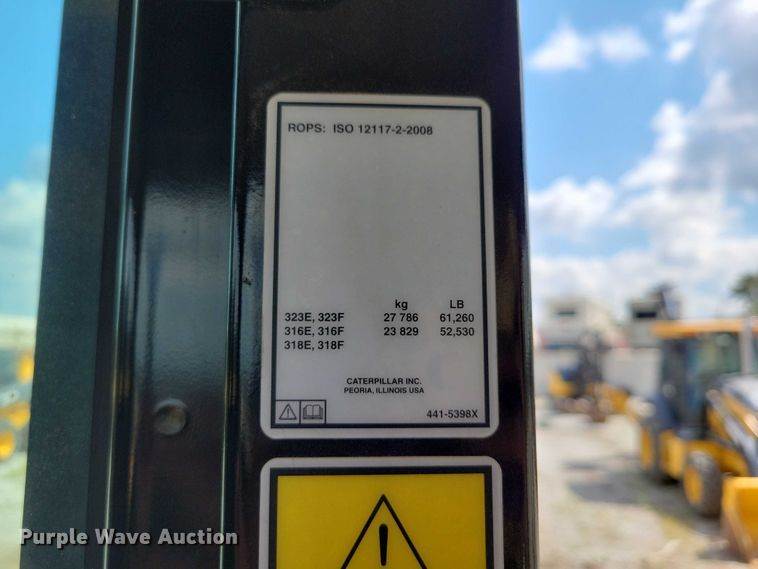 ROPS: ISO 12117-2-2008
kg LB
323E, 323F 27 786 61,260
316E, 316F 23 829 52,530
318E, 318F
CATERPILLAR INC.
PEORIA, ILLINOIS USA
441-5398X
!
Purple Wave Auction